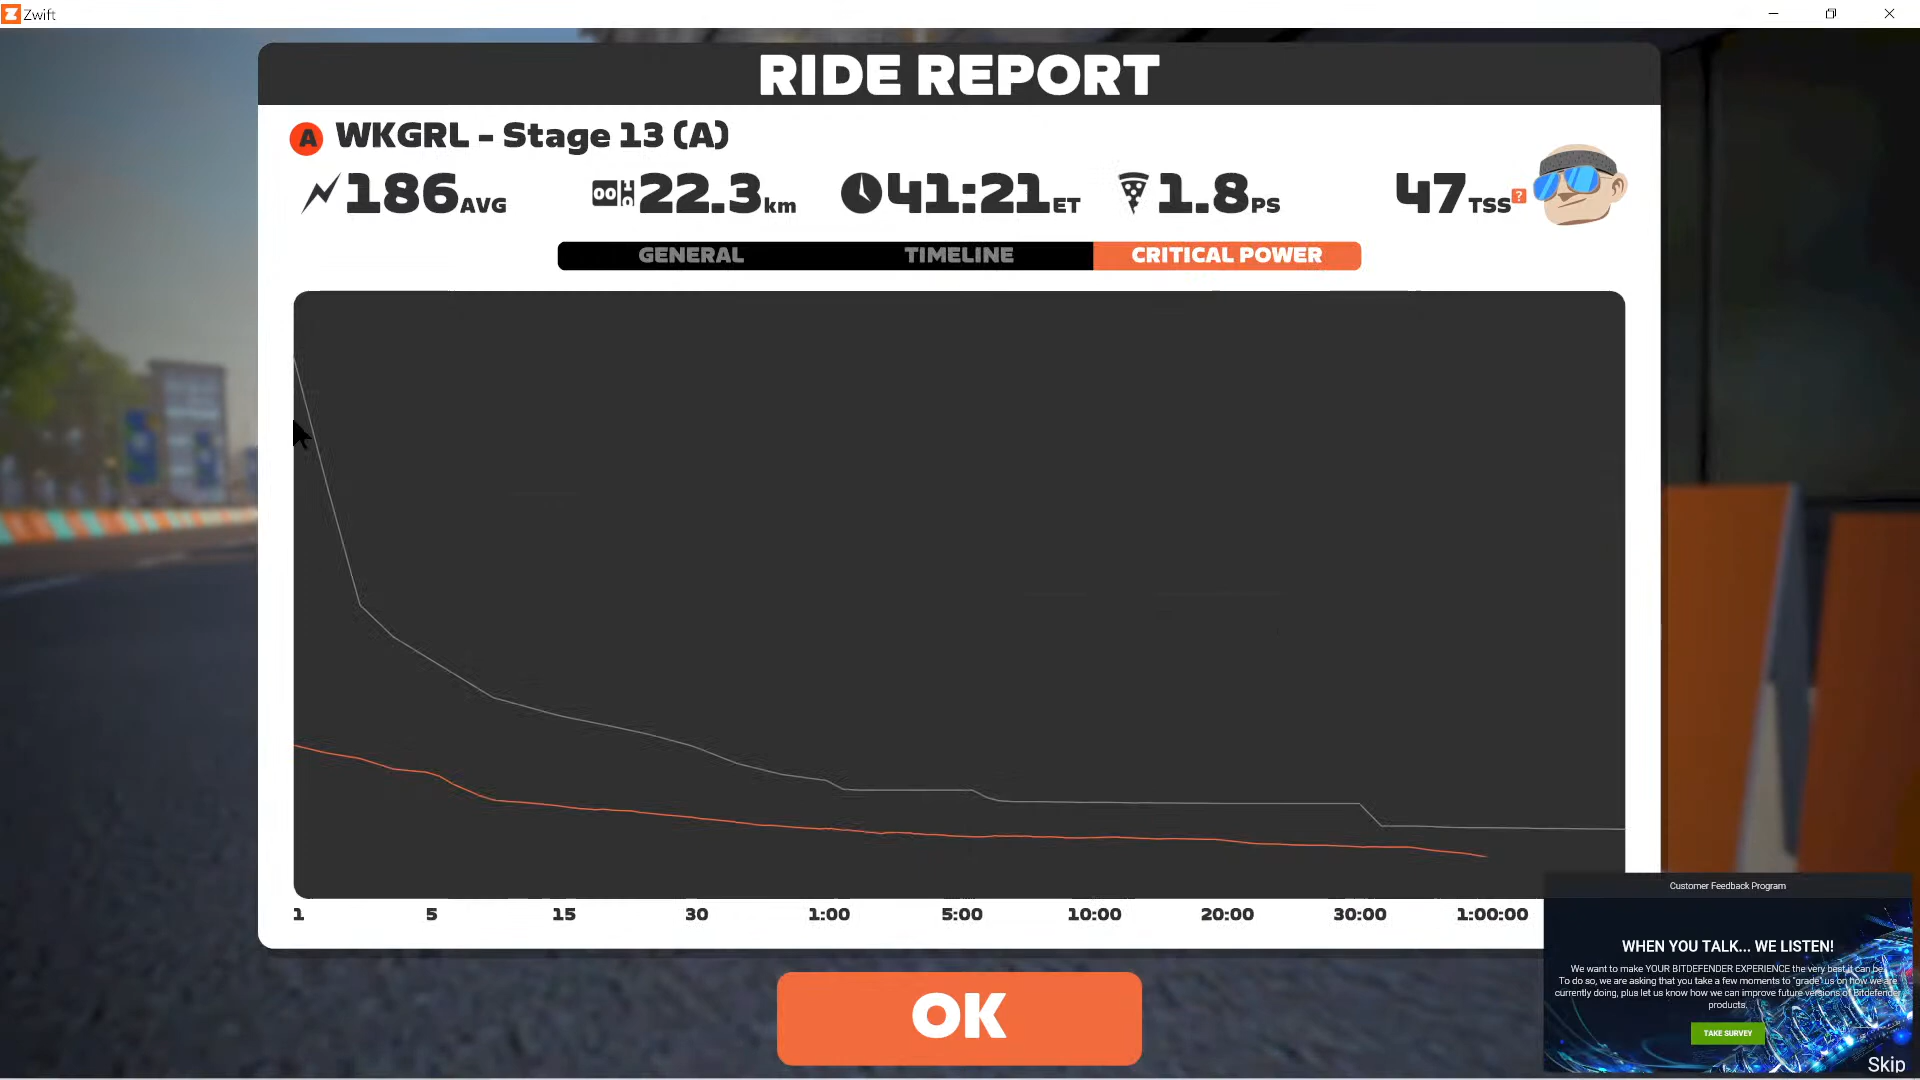 Zwift
RIDE REPORT
A WKGRL - Stage 13 (A)
186AVG 22.3km 41:21ET 1.8PS 47TSS ?
GENERAL TIMELINE CRITICAL POWER
1 5 15 30 1:00 5:00 10:00 20:00 30:00 1:00:00
OK
Customer Feedback Program
WHEN YOU TALK... WE LISTEN!
We want to make YOUR BITDEFENDER EXPERIENCE the very best it can be.
To do so, we are asking that you take a few moments to "grade" us on how we are
currently doing, plus let us know how we can improve future versions of Bitdefender
products.
TAKE SURVEY
Skip